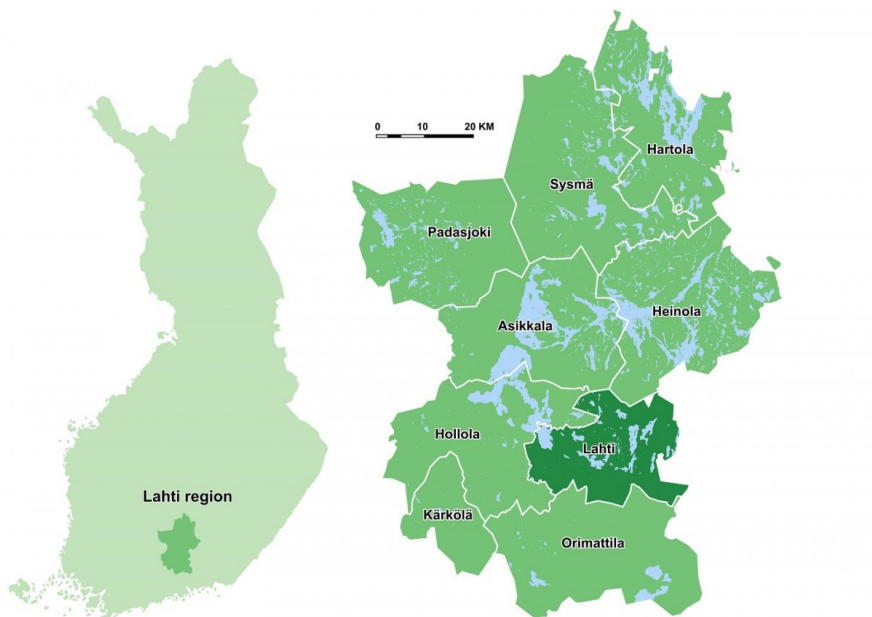 0 10 20 KM
Hartola
Sysmä
Padasjoki
Asikkala
Heinola
Hollola
Lahti
Lahti region
Kärkölä
Orimattila